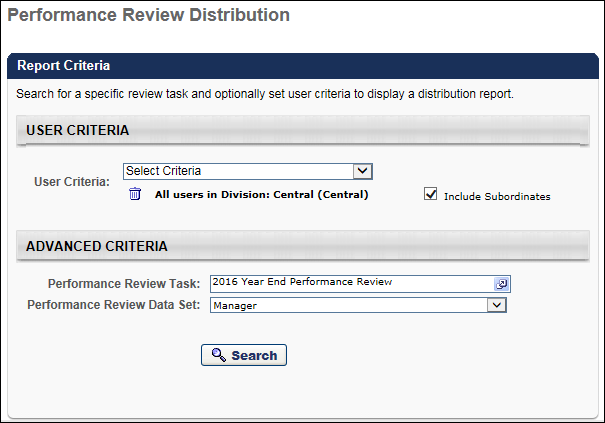 Performance Review Distribution
Report Criteria
Search for a specific review task and optionally set user criteria to display a distribution report.
USER CRITERIA
User Criteria: Select Criteria
All users in Division: Central (Central) Include Subordinates
ADVANCED CRITERIA
Performance Review Task: 2016 Year End Performance Review
Performance Review Data Set: Manager
Search